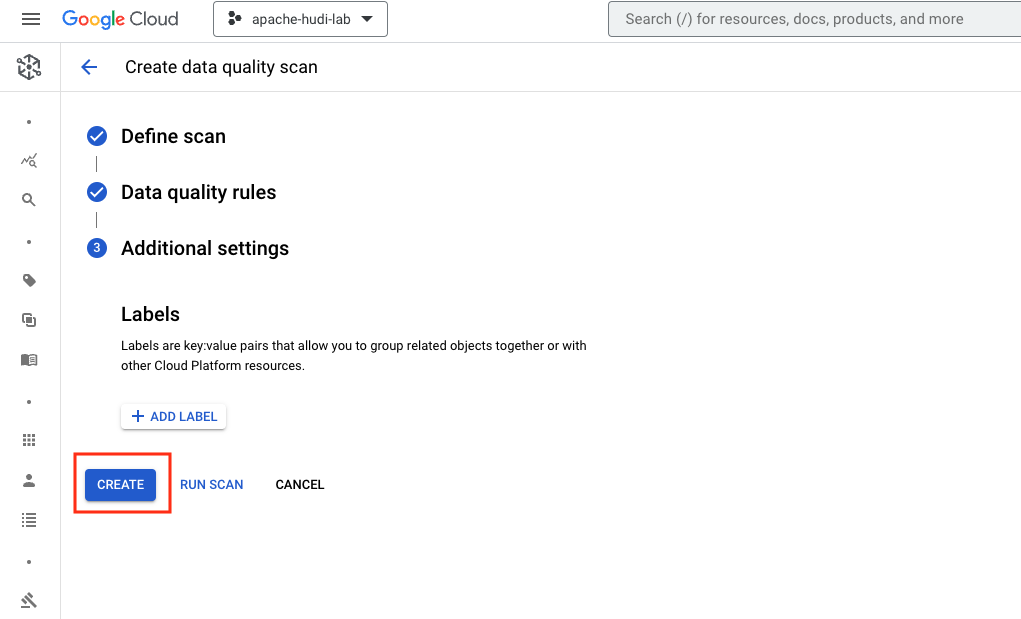 Google Cloud
apache-hudi-lab
Search (/) for resources, docs, products, and more
Create data quality scan
Define scan
Data quality rules
3 Additional settings
Labels
Labels are key:value pairs that allow you to group related objects together or with
other Cloud Platform resources.
ADD LABEL
CREATE RUN SCAN CANCEL